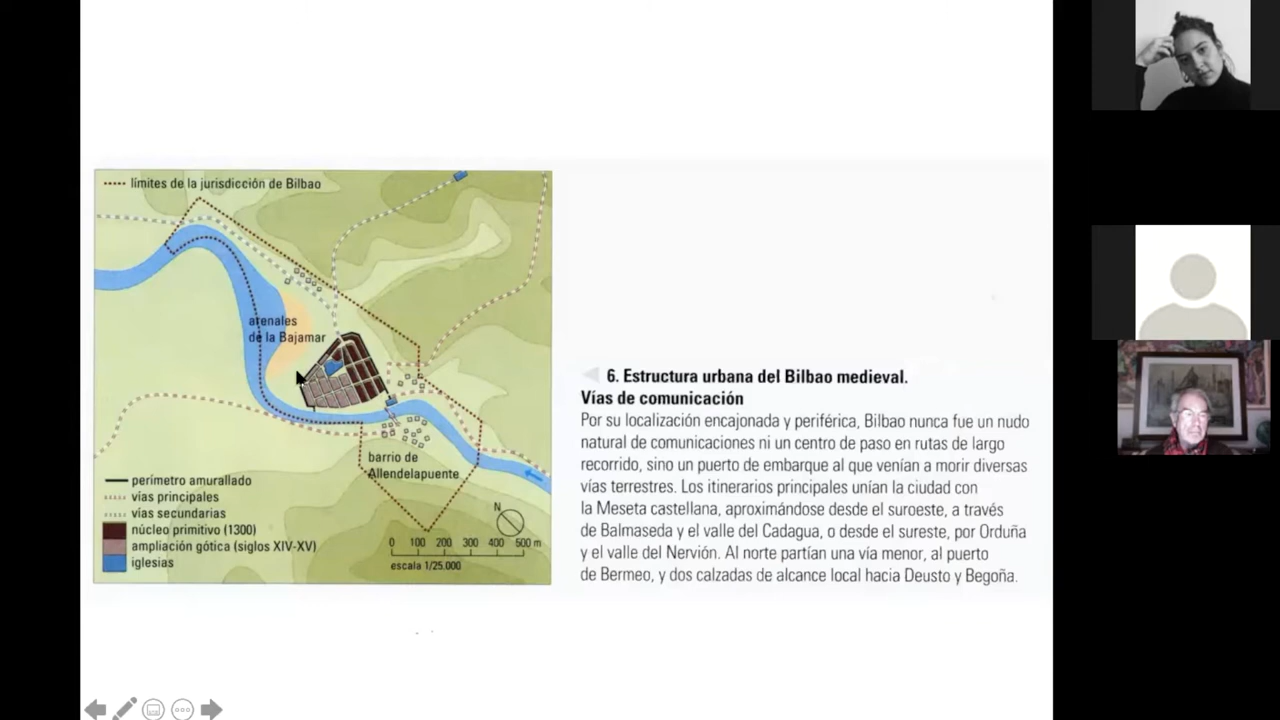 límites de la jurisdicción de Bilbao
arenales
de la Bajamar
barrio de
Allendelapuente
perímetro amurallado
vías principales
vías secundarias
núcleo primitivo (1300)
ampliación gótica (siglos XIV-XV)
iglesias
N
0 100 200 300 400 500 m
escala 1/25.000
6. Estructura urbana del Bilbao medieval.
Vías de comunicación
Por su localización encajonada y periférica, Bilbao nunca fue un nudo
natural de comunicaciones ni un centro de paso en rutas de largo
recorrido, sino un puerto de embarque al que venían a morir diversas
vías terrestres. Los itinerarios principales unían la ciudad con
la Meseta castellana, aproximándose desde el suroeste, a través
de Balmaseda y el valle del Cadagua, o desde el sureste, por Orduña
y el valle del Nervión. Al norte partían una vía menor, al puerto
de Bermeo, y dos calzadas de alcance local hacia Deusto y Begoña.